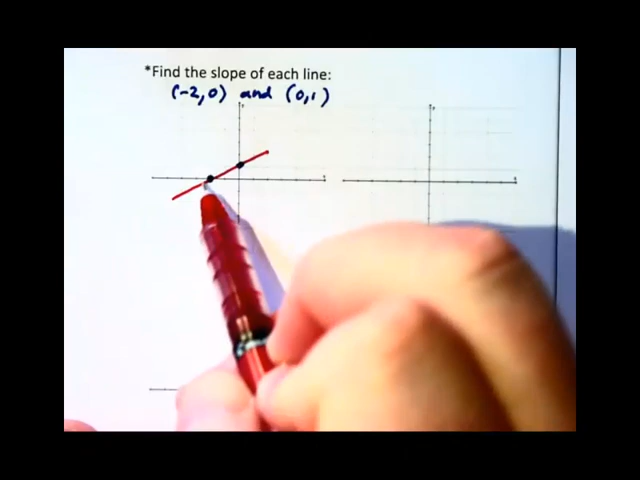 *Find the slope of each line:
(-2,0) and (0,1)